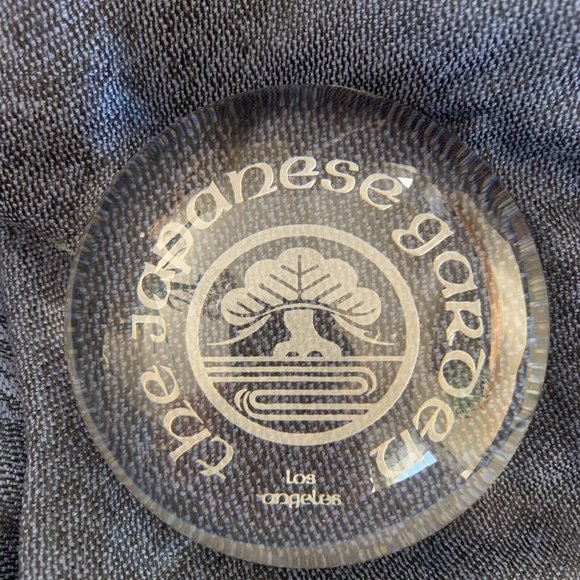 the japanese garden
los
angeles